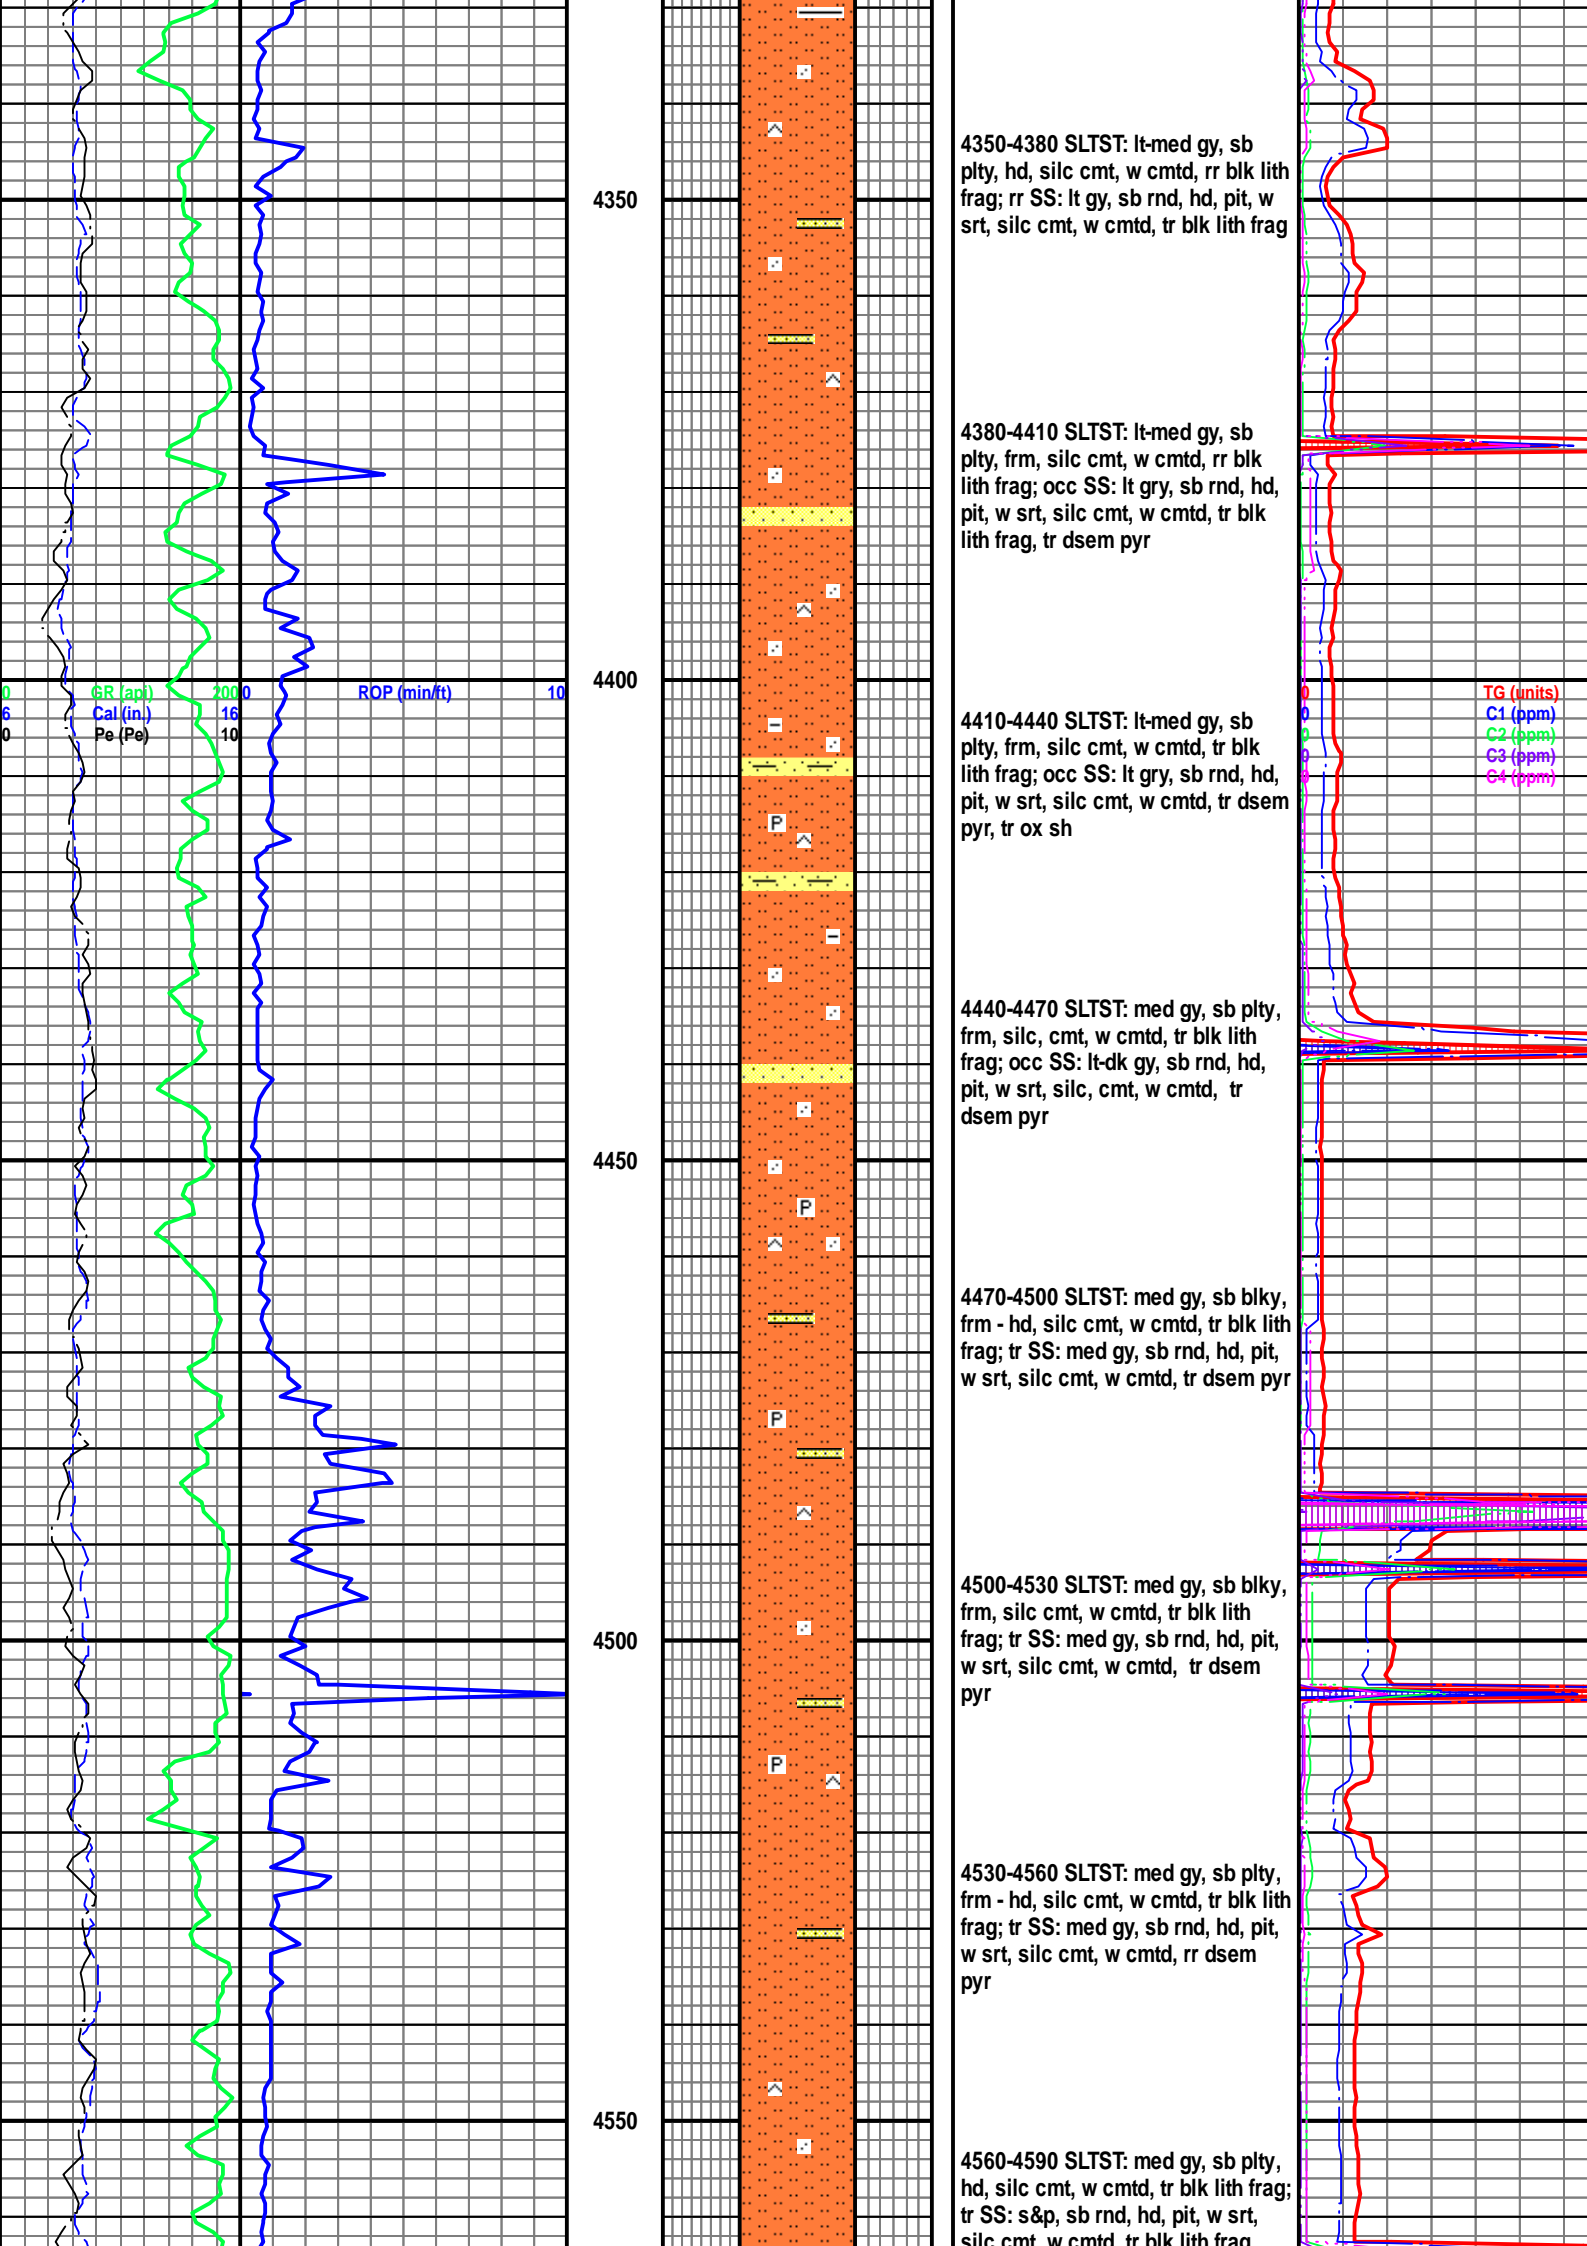 4350-4380 SLTST: lt-med gy, sb
plty, hd, silc cmt, w cmtd, rr blk lith
frag; rr SS: lt gy, sb rnd, hd, pit, w
srt, silc cmt, w cmtd, tr blk lith frag
4350
4380-4410 SLTST: lt-med gy, sb
plty, frm, silc cmt, w cmtd, rr blk
lith frag; occ SS: lt gry, sb rnd, hd,
pit, w srt, silc cmt, w cmtd, tr blk
lith frag, tr dsem pyr
4400
0 GR (api) 200
6 Cal (in.) 16
0 Pe (Pe) 10
0 ROP (min/ft) 10
0 TG (units)
0 C1 (ppm)
0 C2 (ppm)
0 C3 (ppm)
0 C4 (ppm)
4410-4440 SLTST: lt-med gy, sb
plty, frm, silc cmt, w cmtd, tr blk
lith frag; occ SS: lt gry, sb rnd, hd,
pit, w srt, silc cmt, w cmtd, tr dsem
pyr, tr ox sh
P
4440-4470 SLTST: med gy, sb plty,
frm, silc, cmt, w cmtd, tr blk lith
frag; occ SS: lt-dk gy, sb rnd, hd,
pit, w srt, silc, cmt, w cmtd, tr
dsem pyr
4450
P
4470-4500 SLTST: med gy, sb blky,
frm - hd, silc cmt, w cmtd, tr blk lith
frag; tr SS: med gy, sb rnd, hd, pit,
w srt, silc cmt, w cmtd, tr dsem pyr
P
4500-4530 SLTST: med gy, sb blky,
frm, silc cmt, w cmtd, tr blk lith
frag; tr SS: med gy, sb rnd, hd, pit,
w srt, silc cmt, w cmtd, tr dsem
pyr
4500
P
4530-4560 SLTST: med gy, sb plty,
frm - hd, silc cmt, w cmtd, tr blk lith
frag; tr SS: med gy, sb rnd, hd, pit,
w srt, silc cmt, w cmtd, rr dsem
pyr
4550
4560-4590 SLTST: med gy, sb plty,
hd, silc cmt, w cmtd, tr blk lith frag;
tr SS: s&p, sb rnd, hd, pit, w srt,
silc cmt, w cmtd, tr blk lith frag